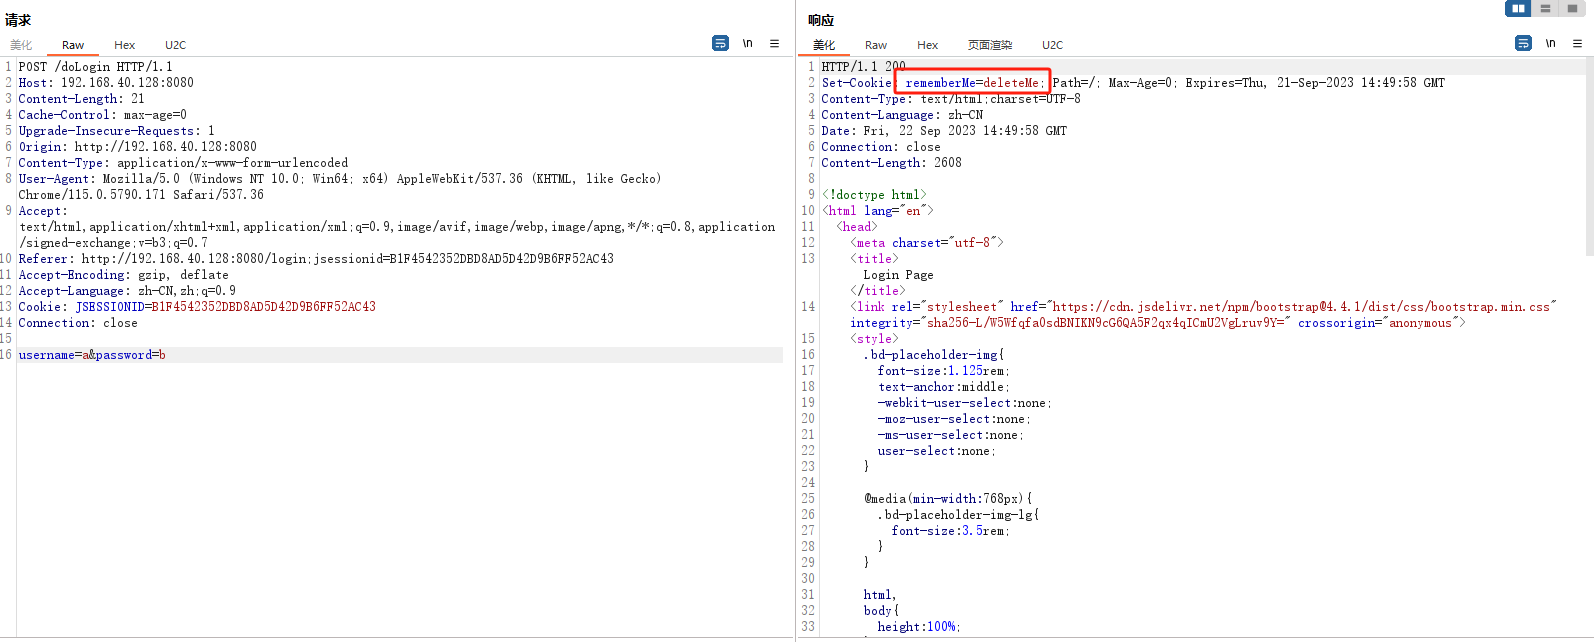 请求
美化 Raw Hex U2C \n
1 POST /doLogin HTTP/1.1
2 Host: 192.168.40.128:8080
3 Content-Length: 21
4 Cache-Control: max-age=0
5 Upgrade-Insecure-Requests: 1
6 Origin: http://192.168.40.128:8080
7 Content-Type: application/x-www-form-urlencoded
8 User-Agent: Mozilla/5.0 (Windows NT 10.0; Win64; x64) AppleWebKit/537.36 (KHTML, like Gecko)
Chrome/115.0.5790.171 Safari/537.36
9 Accept:
text/html,application/xhtml+xml,application/xml;q=0.9,image/avif,image/webp,image/apng,*/*;q=0.8,application
/signed-exchange;v=b3;q=0.7
10 Referer: http://192.168.40.128:8080/login;jsessionid=B1F4542352DBD8AD5D42D9B6FF52AC43
11 Accept-Encoding: gzip, deflate
12 Accept-Language: zh-CN,zh;q=0.9
13 Cookie: JSESSIONID=B1F4542352DBD8AD5D42D9B6FF52AC43
14 Connection: close
15
16 username=a&password=b
响应
美化 Raw Hex 页面渲染 U2C \n
1 HTTP/1.1 200
2 Set-Cookie: rememberMe=deleteMe; Path=/; Max-Age=0; Expires=Thu, 21-Sep-2023 14:49:58 GMT
3 Content-Type: text/html;charset=UTF-8
4 Content-Language: zh-CN
5 Date: Fri, 22 Sep 2023 14:49:58 GMT
6 Connection: close
7 Content-Length: 2608
8
9 <!doctype html>
10 <html lang="en">
11 <head>
12 <meta charset="utf-8">
13 <title>
Login Page
</title>
14 <link rel="stylesheet" href="https://cdn.jsdelivr.net/npm/bootstrap@4.4.1/dist/css/bootstrap.min.css"
integrity="sha256-L/W5Wfqfa0sdBNIKN9cG6QA5F2qx4qICmU2VgLruv9Y=" crossorigin="anonymous">
15 <style>
16 .bd-placeholder-img{
17 font-size:1.125rem;
18 text-anchor:middle;
19 -webkit-user-select:none;
20 -moz-user-select:none;
21 -ms-user-select:none;
22 user-select:none;
23 }
24
25 @media(min-width:768px){
26 .bd-placeholder-img-lg{
27 font-size:3.5rem;
28 }
29 }
30
31 html,
32 body{
33 height:100%;